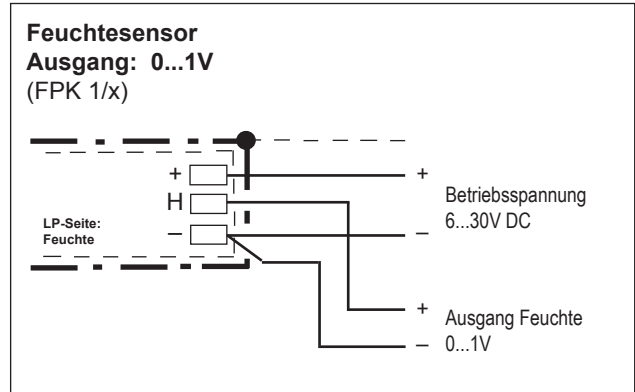 Feuchtesensor
Ausgang: 0...1V
(FPK 1/x)
+
H
–
LP-Seite:
Feuchte
+
Betriebsspannung
6...30V DC
–
+
Ausgang Feuchte
– 0...1V